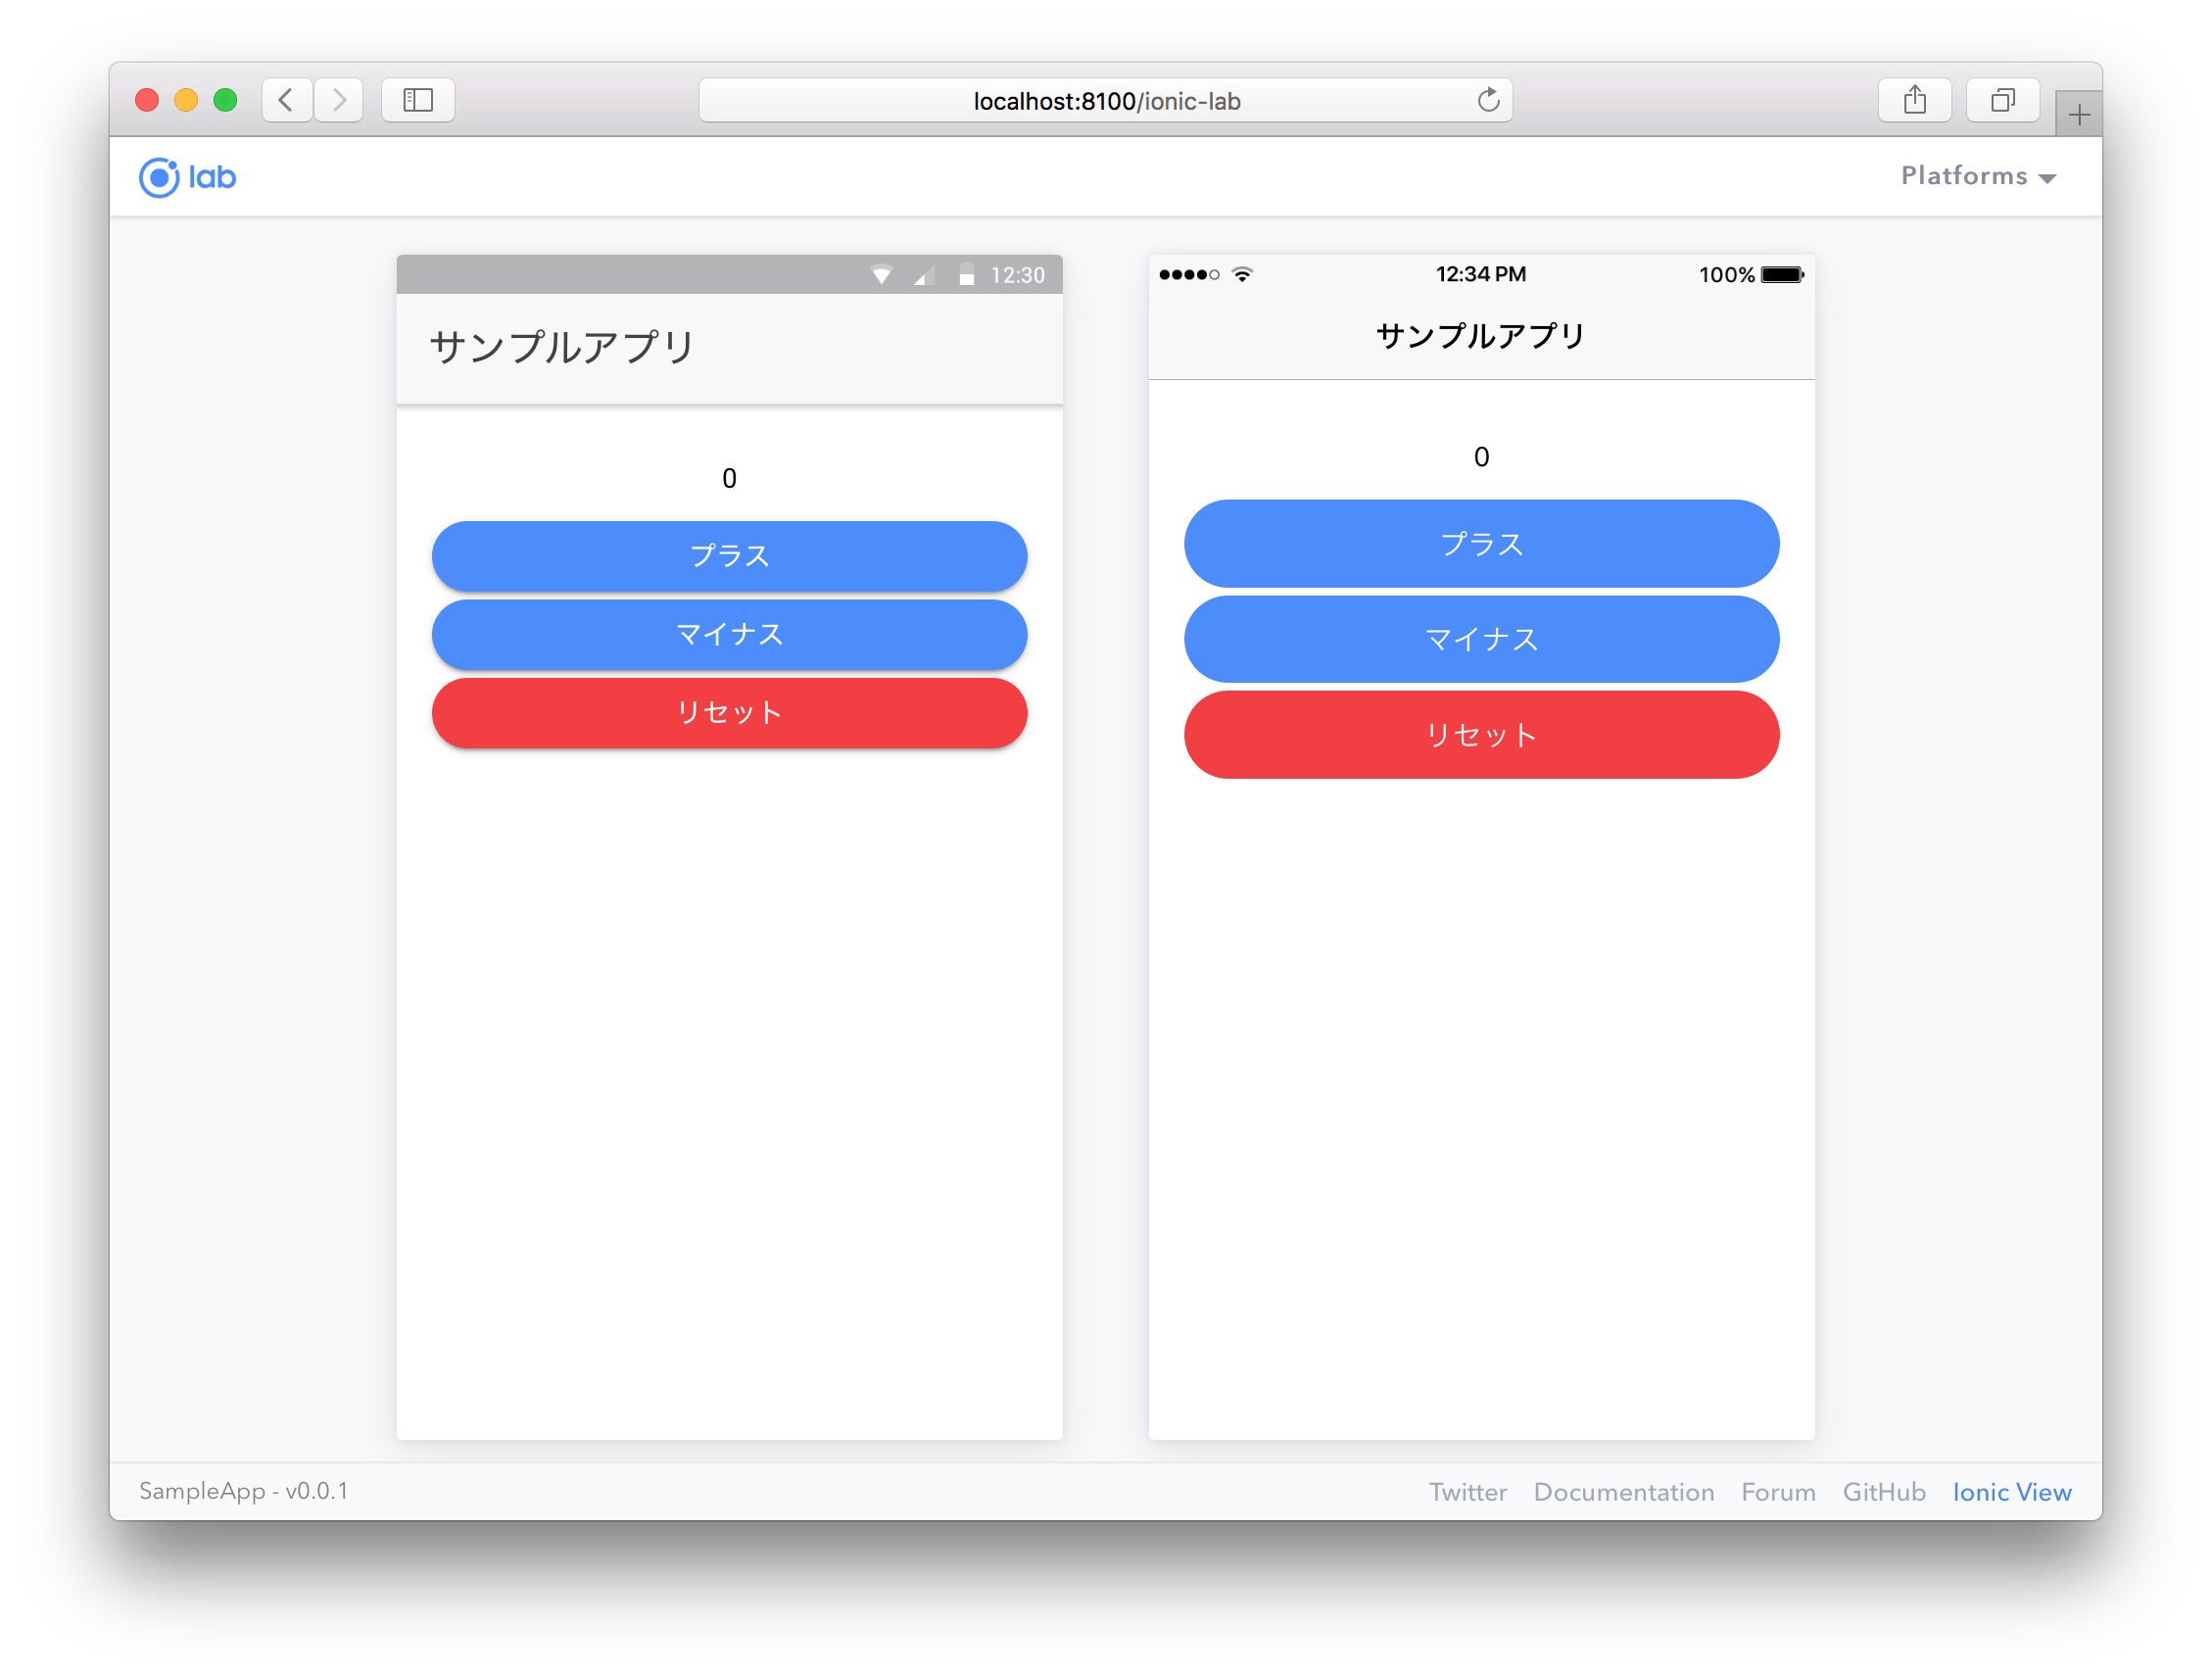 localhost:8100/ionic-lab
lab
Platforms
12:30
サンプルアプリ
0
プラス
マイナス
リセット
12:34 PM
100%
サンプルアプリ
0
プラス
マイナス
リセット
SampleApp - v0.0.1
Twitter Documentation Forum GitHub Ionic View